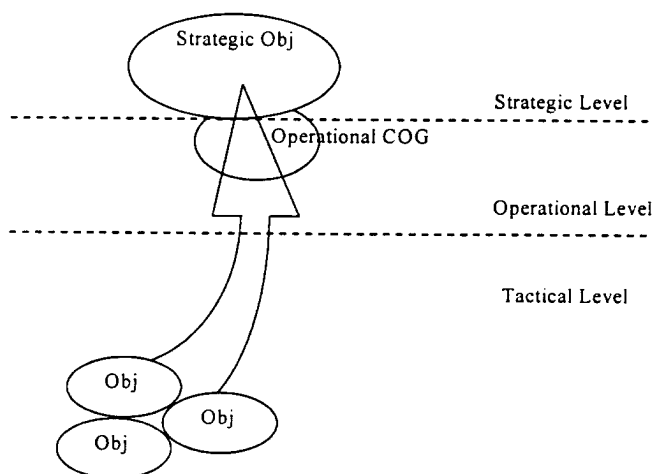 Strategic Obj
Strategic Level
Operational COG
Operational Level
Tactical Level
Obj
Obj
Obj